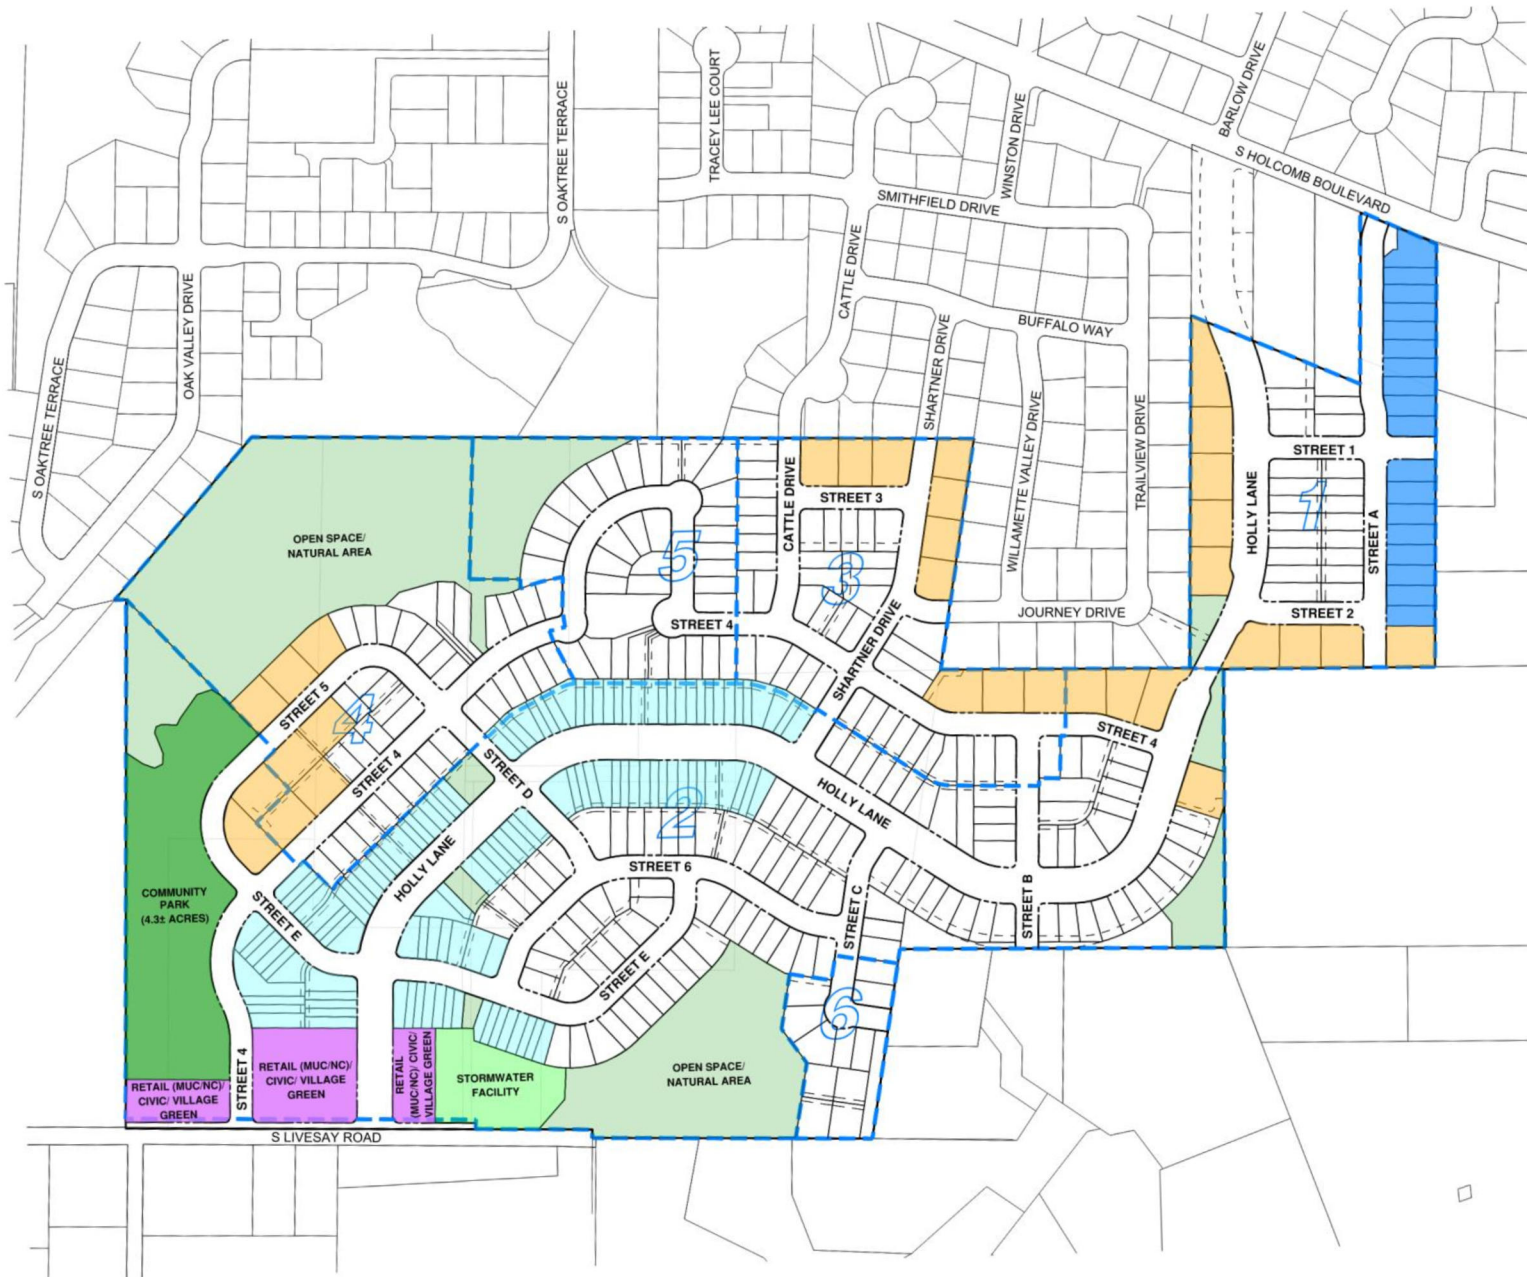 TRACEY LEE COURT
S OAKTREE TERRACE
WINSTON DRIVE
BARLOW DRIVE
S HOLCOMB BOULEVARD
SMITHFIELD DRIVE
CATTLE DRIVE
OAK VALLEY DRIVE
BUFFALO WAY
SHARTNER DRIVE
S OAKTREE TERRACE
WILLAMETTE VALLEY DRIVE
TRAILVIEW DRIVE
STREET 1
HOLLY LANE
1
STREET A
CATTLE DRIVE
STREET 3
OPEN SPACE/
NATURAL AREA
5
3
JOURNEY DRIVE
STREET 2
STREET 4
SHARTNER DRIVE
STREET 5
4
STREET 4
STREET 4
STREET D
HOLLY LANE
2
HOLLY LANE
STREET 6
COMMUNITY
PARK
(4.3± ACRES)
STREET E
STREET C
STREET B
STREET E
6
RETAIL (MUC/NC)/
CIVIC/ VILLAGE
GREEN
STREET 4
RETAIL (MUC/NC)/
CIVIC/ VILLAGE
GREEN
RETAIL
(MUC/NC)/ CIVIC/
VILLAGE GREEN
STORMWATER
FACILITY
OPEN SPACE/
NATURAL AREA
S LIVESAY ROAD